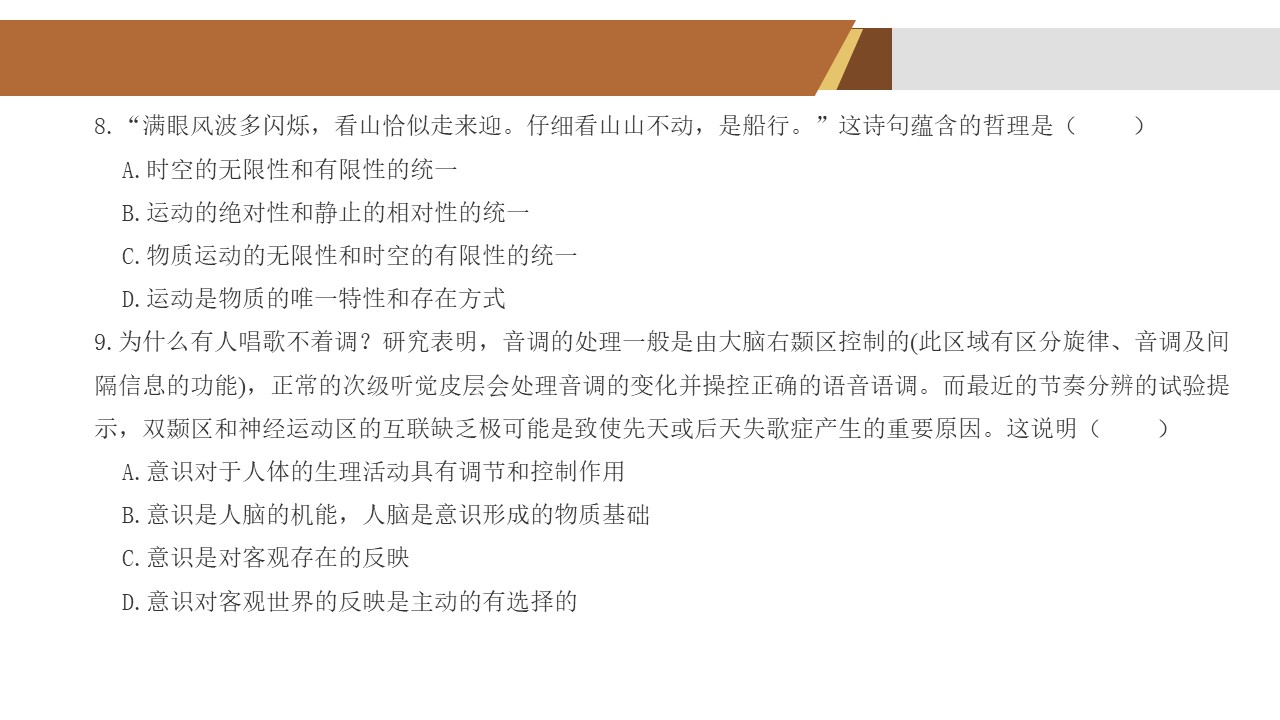 8.“满眼风波多闪烁，看山恰似走来迎。仔细看山山不动，是船行。”这诗句蕴含的哲理是（　　）
A.时空的无限性和有限性的统一
B.运动的绝对性和静止的相对性的统一
C.物质运动的无限性和时空的有限性的统一
D.运动是物质的唯一特性和存在方式
9.为什么有人唱歌不着调？研究表明，音调的处理一般是由大脑右颞区控制的(此区域有区分旋律、音调及间
隔信息的功能)，正常的次级听觉皮层会处理音调的变化并操控正确的语音语调。而最近的节奏分辨的试验提
示，双颞区和神经运动区的互联缺乏极可能是致使先天或后天失歌症产生的重要原因。这说明（　　）
A.意识对于人体的生理活动具有调节和控制作用
B.意识是人脑的机能，人脑是意识形成的物质基础
C.意识是对客观存在的反映
D.意识对客观世界的反映是主动的有选择的